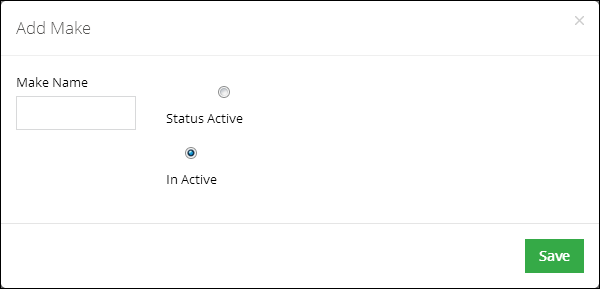 Add Make
×
Make Name
Status Active
In Active
Save